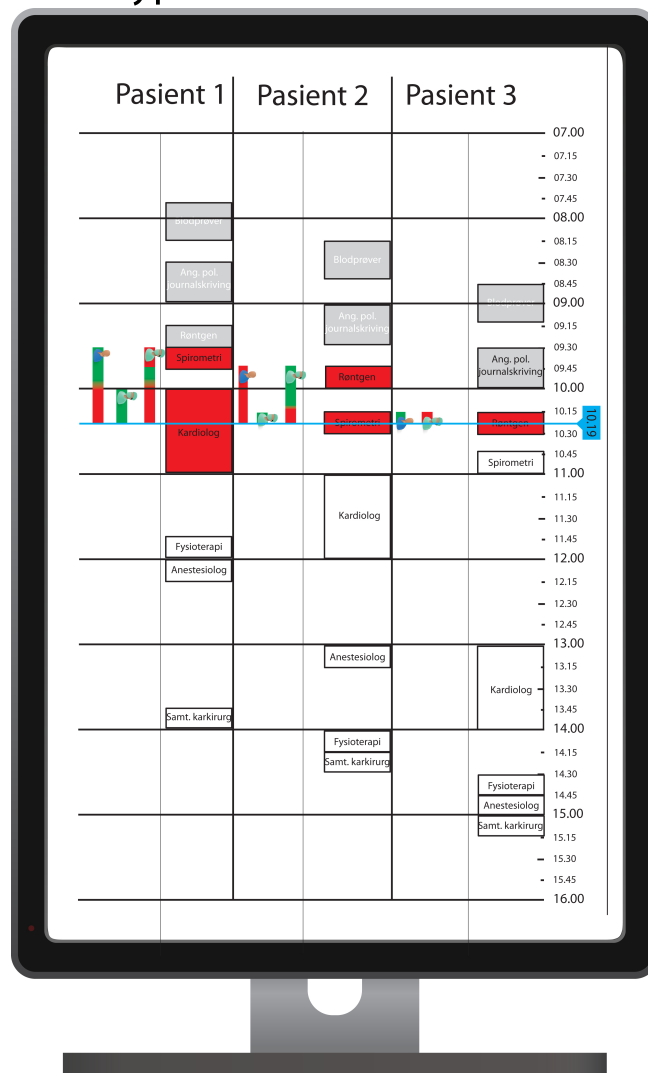 Pasient 1
Pasient 2
Pasient 3
07.00
07.15
07.30
07.45
Blodprøver
08.00
08.15
Blodprøver
08.30
Ang. pol.
journalskriving
08.45
Blodprøver
09.00
Ang. pol.
journalskriving
09.15
Røntgen
09.30
Spirometri
Ang. pol.
journalskriving
09.45
Røntgen
10.00
10.15
Spirometri
Røntgen
10.19
Kardiolog
10.30
10.45
Spirometri
11.00
11.15
Kardiolog
11.30
11.45
Fysioterapi
12.00
Anestesiolog
12.15
12.30
12.45
13.00
Anestesiolog
13.15
Kardiolog
13.30
13.45
Samt. karkirurg
14.00
Fysioterapi
14.15
Samt. karkirurg
14.30
Fysioterapi
14.45
Anestesiolog
15.00
Samt. karkirurg
15.15
15.30
15.45
16.00